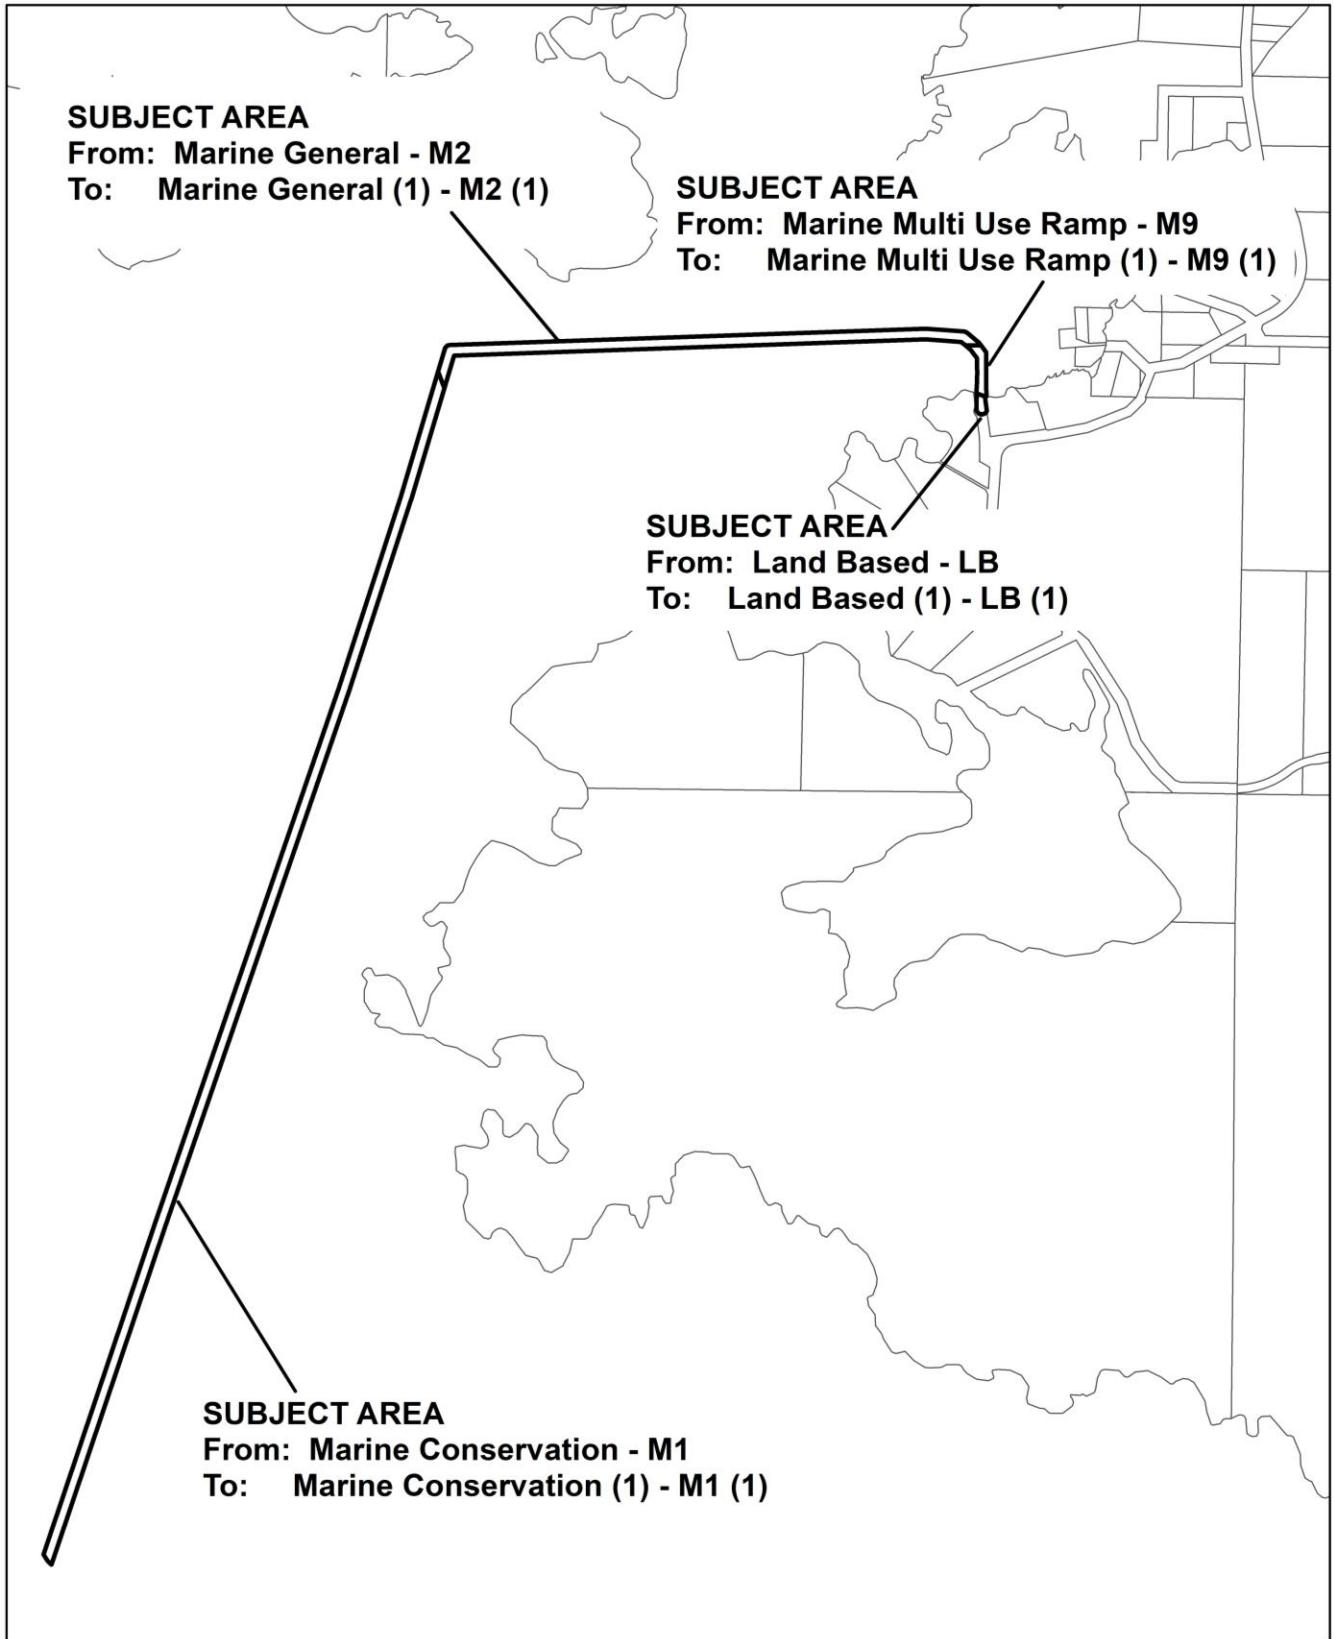 SUBJECT AREA
From: Marine General - M2
To: Marine General (1) - M2 (1)
SUBJECT AREA
From: Marine Multi Use Ramp - M9
To: Marine Multi Use Ramp (1) - M9 (1)
SUBJECT AREA
From: Land Based - LB
To: Land Based (1) - LB (1)
SUBJECT AREA
From: Marine Conservation - M1
To: Marine Conservation (1) - M1 (1)